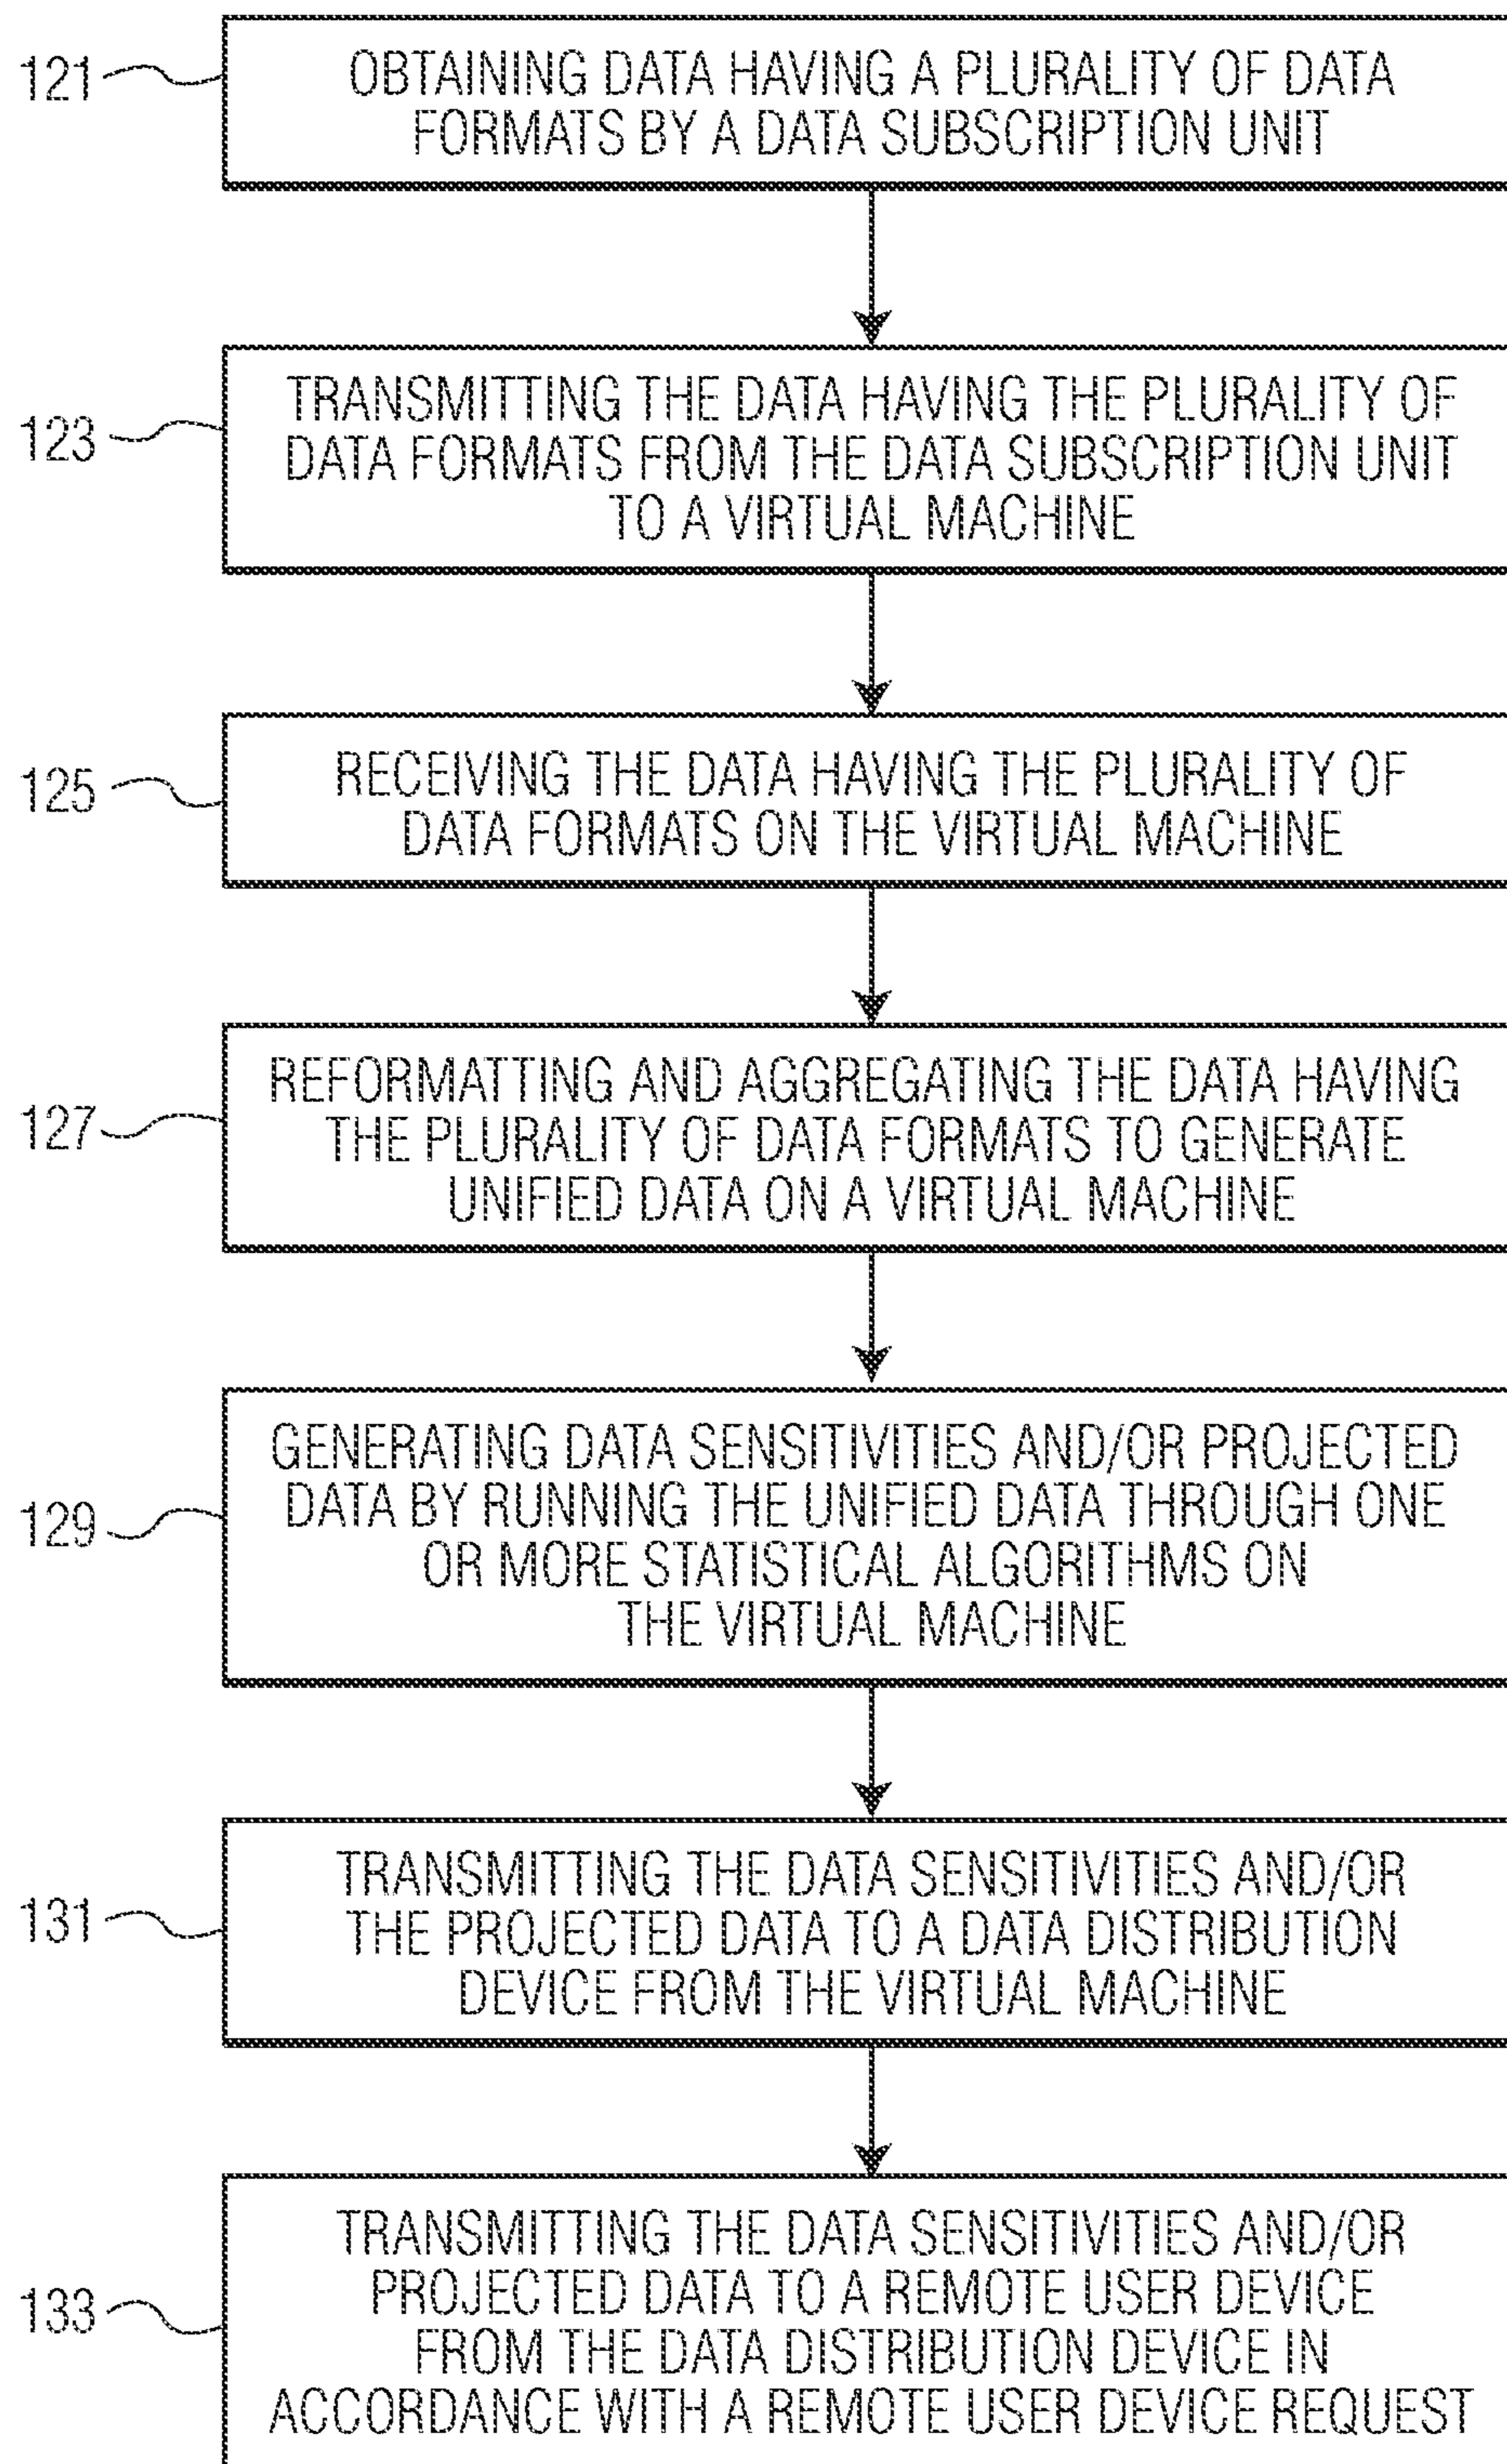 121
OBTAINING DATA HAVING A PLURALITY OF DATA
FORMATS BY A DATA SUBSCRIPTION UNIT
123
TRANSMITTING THE DATA HAVING THE PLURALITY OF
DATA FORMATS FROM THE DATA SUBSCRIPTION UNIT
TO A VIRTUAL MACHINE
125
RECEIVING THE DATA HAVING THE PLURALITY OF
DATA FORMATS ON THE VIRTUAL MACHINE
127
REFORMATTING AND AGGREGATING THE DATA HAVING
THE PLURALITY OF DATA FORMATS TO GENERATE
UNIFIED DATA ON A VIRTUAL MACHINE
129
GENERATING DATA SENSITIVITIES AND/OR PROJECTED
DATA BY RUNNING THE UNIFIED DATA THROUGH ONE
OR MORE STATISTICAL ALGORITHMS ON
THE VIRTUAL MACHINE
131
TRANSMITTING THE DATA SENSITIVITIES AND/OR
THE PROJECTED DATA TO A DATA DISTRIBUTION
DEVICE FROM THE VIRTUAL MACHINE
133
TRANSMITTING THE DATA SENSITIVITIES AND/OR
PROJECTED DATA TO A REMOTE USER DEVICE
FROM THE DATA DISTRIBUTION DEVICE IN
ACCORDANCE WITH A REMOTE USER DEVICE REQUEST